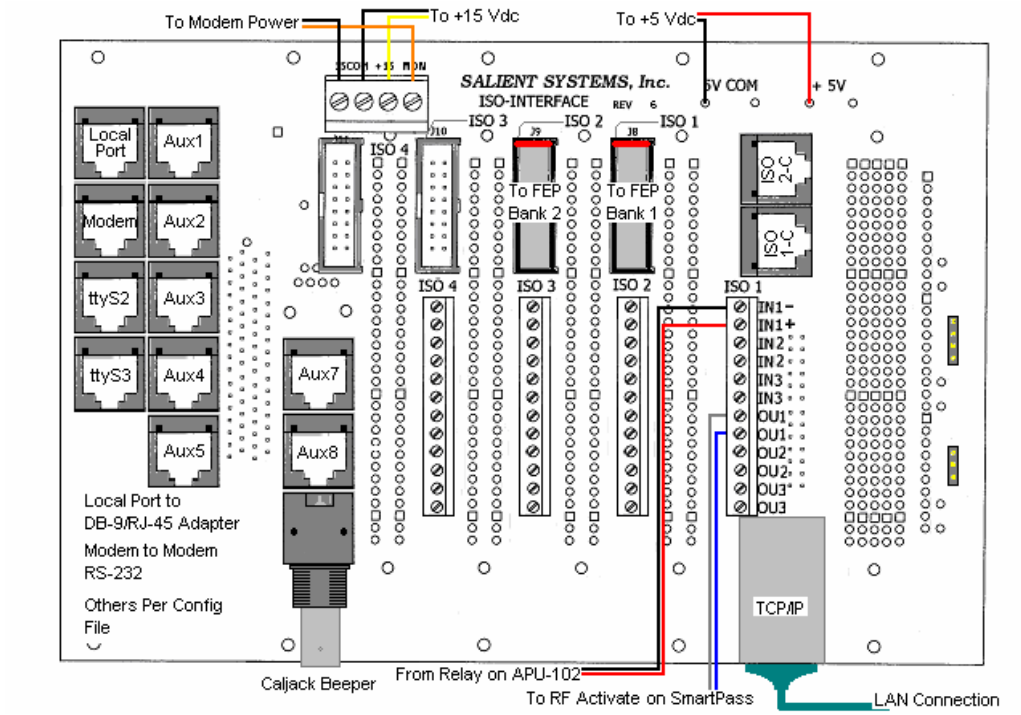 To Modem Power
To +15 Vdc
To +5 Vdc
ISCOM +15 MON
SALIENT SYSTEMS, Inc.
ISO-INTERFACE REV 6
5V COM
+ 5V
J10
ISO 3
J9
ISO 2
J8
ISO 1
ISO 4
Local
Port
Aux1
Modem
Aux2
ttyS2
Aux3
ttyS3
Aux4
Aux5
Aux7
Aux8
To FEP
Bank 2
To FEP
Bank 1
ISO
2-C
ISO
1-C
ISO 4
ISO 3
ISO 2
ISO 1
IN1-
IN1+
IN2
IN2
IN3
IN3
OU1
OU1
OU2
OU2
OU3
OU3
Local Port to
DB-9/RJ-45 Adapter
Modem to Modem
RS-232
Others Per Config
File
TCP/IP
Caljack Beeper
From Relay on APU-102
To RF Activate on SmartPass
LAN Connection